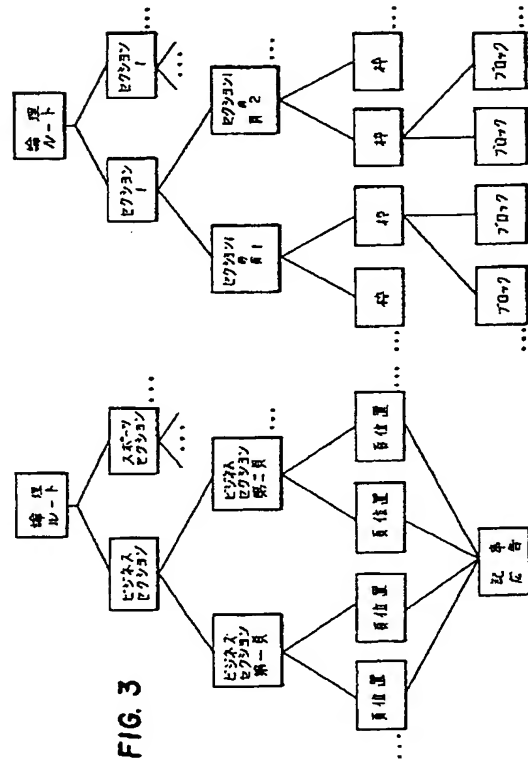 FIG. 3
論理
ルート
ビジネス
セクション
スポーツ
セクション
...
...
ビジネス
セクション
第一頁
ビジネス
セクション
第二頁
...
頁位置
頁位置
頁位置
頁位置
...
...
記事
広告
論理
ルート
セクション
1
セクション
1
...
...
セクション1
の
頁1
セクション1
の
頁2
...
...
枠
枠
枠
枠
...
...
ブロック
ブロック
ブロック
ブロック
...